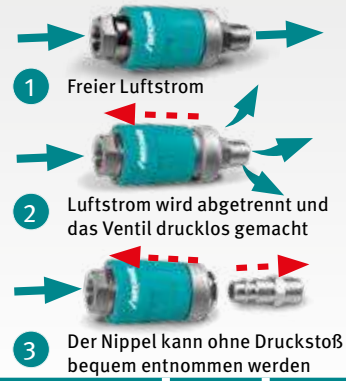 1 Freier Luftstrom
2 Luftstrom wird abgetrennt und
das Ventil drucklos gemacht
3 Der Nippel kann ohne Druckstoß
bequem entnommen werden